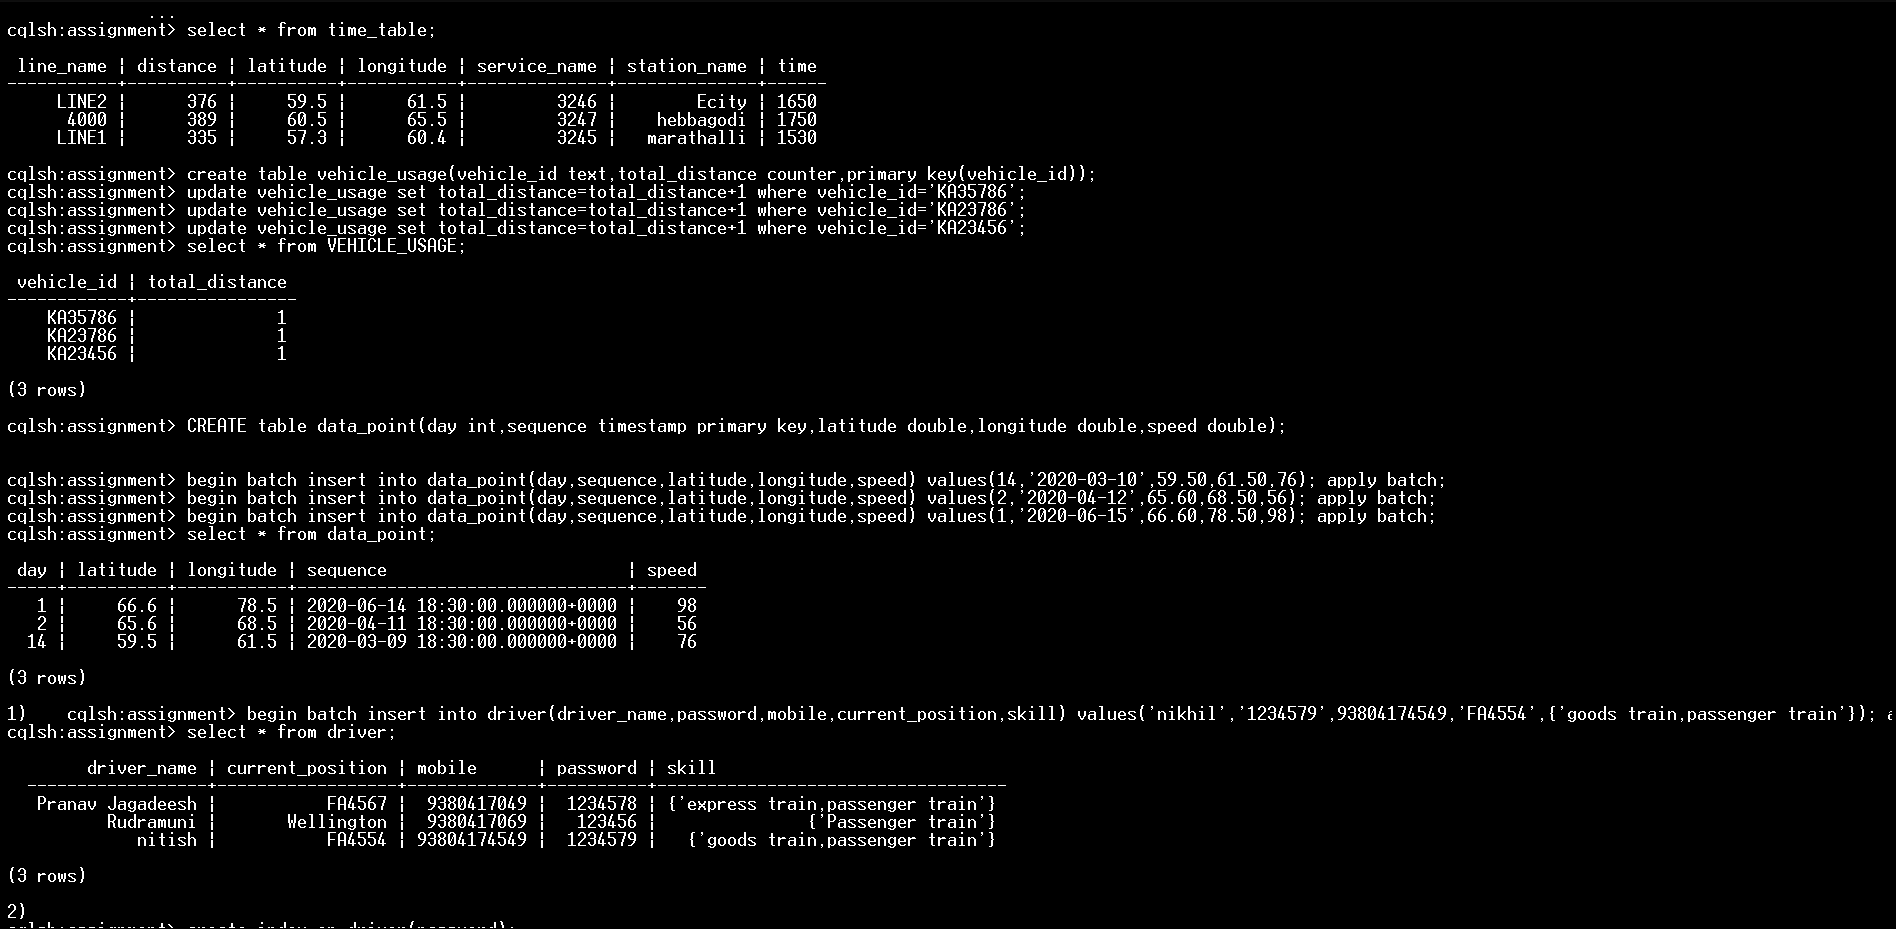 ...
cqlsh:assignment> select * from time_table;
line_name | distance | latitude | longitude | service_name | station_name | time
-----------+----------+----------+-----------+--------------+--------------+------
LINE2 | 376 | 59.5 | 61.5 | 3246 | Ecity | 1650
4000 | 389 | 60.5 | 65.5 | 3247 | hebbagodi | 1750
LINE1 | 335 | 57.3 | 60.4 | 3245 | marathalli | 1530
cqlsh:assignment> create table vehicle_usage(vehicle_id text,total_distance counter,primary key(vehicle_id));
cqlsh:assignment> update vehicle_usage set total_distance=total_distance+1 where vehicle_id='KA35786';
cqlsh:assignment> update vehicle_usage set total_distance=total_distance+1 where vehicle_id='KA23786';
cqlsh:assignment> update vehicle_usage set total_distance=total_distance+1 where vehicle_id='KA23456';
cqlsh:assignment> select * from VEHICLE_USAGE;
vehicle_id | total_distance
------------+----------------
KA35786 | 1
KA23786 | 1
KA23456 | 1
(3 rows)
cqlsh:assignment> CREATE table data_point(day int,sequence timestamp primary key,latitude double,longitude double,speed double);
cqlsh:assignment> begin batch insert into data_point(day,sequence,latitude,longitude,speed) values(14,'2020-03-10',59.50,61.50,76); apply batch;
cqlsh:assignment> begin batch insert into data_point(day,sequence,latitude,longitude,speed) values(2,'2020-04-12',65.60,68.50,56); apply batch;
cqlsh:assignment> begin batch insert into data_point(day,sequence,latitude,longitude,speed) values(1,'2020-06-15',66.60,78.50,98); apply batch;
cqlsh:assignment> select * from data_point;
day | latitude | longitude | sequence | speed
-----+----------+-----------+---------------------------------+-------
1 | 66.6 | 78.5 | 2020-06-14 18:30:00.000000+0000 | 98
2 | 65.6 | 68.5 | 2020-04-11 18:30:00.000000+0000 | 56
14 | 59.5 | 61.5 | 2020-03-09 18:30:00.000000+0000 | 76
(3 rows)
1) cqlsh:assignment> begin batch insert into driver(driver_name,password,mobile,current_position,skill) values('nikhil','1234579',93804174549,'FA4554',{'goods train,passenger train'});
cqlsh:assignment> select * from driver;
driver_name | current_position | mobile | password | skill
------------------+------------------+-------------+----------+-----------------------------------
Pranav Jagadeesh | FA4567 | 9380417049 | 1234578 | {'express train,passenger train'}
Rudramuni | Wellington | 9380417069 | 123456 | {'Passenger train'}
nitish | FA4554 | 93804174549 | 1234579 | {'goods train,passenger train'}
(3 rows)
2)
cqlsh:assignment> create index on driver(password);